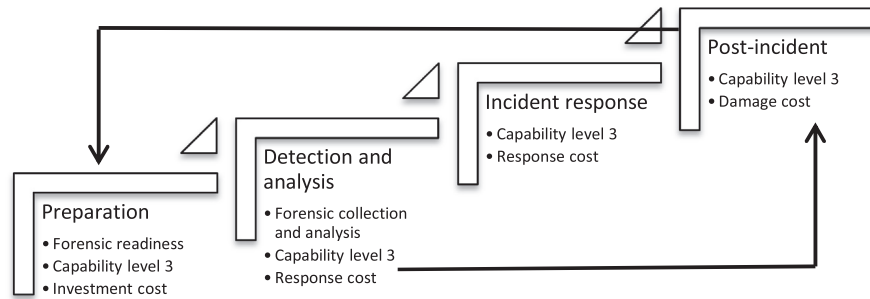 Preparation
• Forensic readiness
• Capability level 3
• Investment cost
Detection and
analysis
• Forensic collection
and analysis
• Capability level 3
• Response cost
Incident response
• Capability level 3
• Response cost
Post-incident
• Capability level 3
• Damage cost